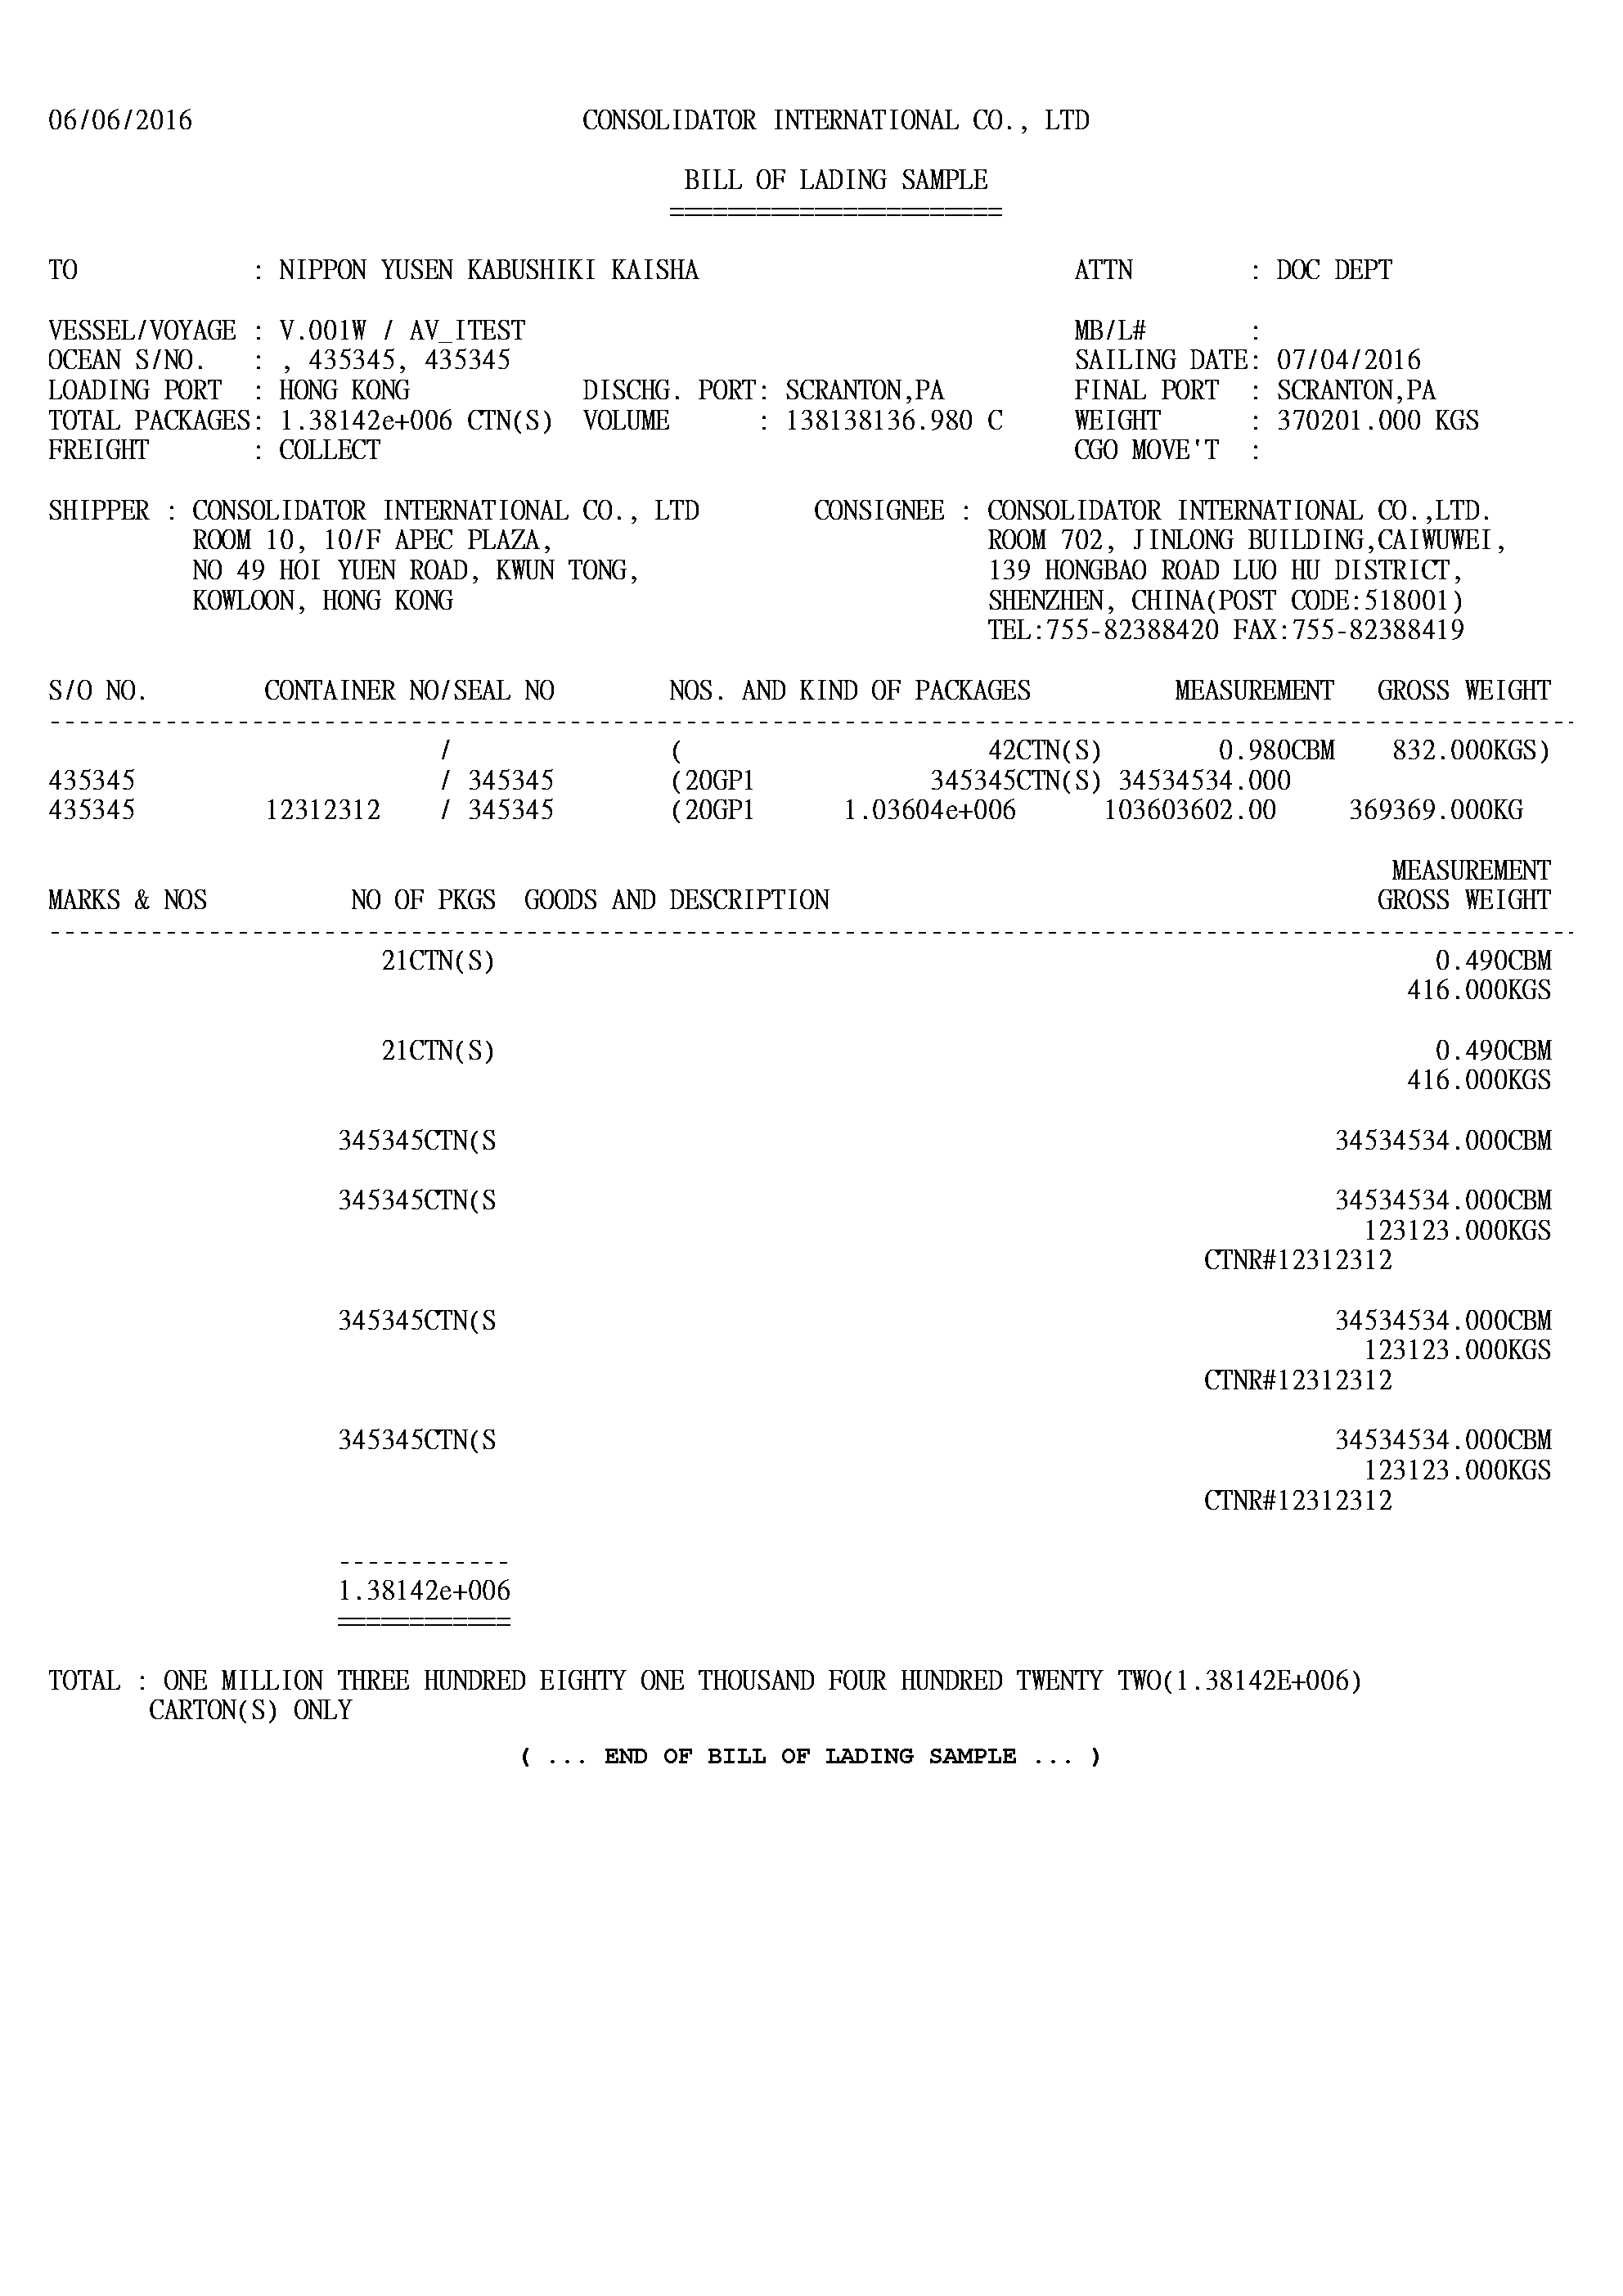 06/06/2016 CONSOLIDATOR INTERNATIONAL CO., LTD
BILL OF LADING SAMPLE
=======================
TO : NIPPON YUSEN KABUSHIKI KAISHA ATTN : DOC DEPT
VESSEL/VOYAGE : V.001W / AV_ITEST MB/L# :
OCEAN S/NO. : , 435345, 435345 SAILING DATE: 07/04/2016
LOADING PORT : HONG KONG DISCHG. PORT: SCRANTON,PA FINAL PORT : SCRANTON,PA
TOTAL PACKAGES: 1.38142e+006 CTN(S) VOLUME : 138138136.980 C WEIGHT : 370201.000 KGS
FREIGHT : COLLECT CGO MOVE'T :
SHIPPER : CONSOLIDATOR INTERNATIONAL CO., LTD CONSIGNEE : CONSOLIDATOR INTERNATIONAL CO.,LTD.
ROOM 10, 10/F APEC PLAZA, ROOM 702, JINLONG BUILDING,CAIWUWEI,
NO 49 HOI YUEN ROAD, KWUN TONG, 139 HONGBAO ROAD LUO HU DISTRICT,
KOWLOON, HONG KONG SHENZHEN, CHINA(POST CODE:518001)
TEL:755-82388420 FAX:755-82388419
S/O NO. CONTAINER NO/SEAL NO NOS. AND KIND OF PACKAGES MEASUREMENT GROSS WEIGHT
/ ( 42CTN(S) 0.980CBM 832.000KGS)
435345 / 345345 (20GP1 345345CTN(S) 34534534.000
435345 12312312 / 345345 (20GP1 1.03604e+006 103603602.00 369369.000KG
MEASUREMENT
MARKS & NOS NO OF PKGS GOODS AND DESCRIPTION GROSS WEIGHT
21CTN(S) 0.490CBM
416.000KGS
21CTN(S) 0.490CBM
416.000KGS
345345CTN(S 34534534.000CBM
345345CTN(S 34534534.000CBM
123123.000KGS
CTNR#12312312
345345CTN(S 34534534.000CBM
123123.000KGS
CTNR#12312312
345345CTN(S 34534534.000CBM
123123.000KGS
CTNR#12312312
------------
1.38142e+006
============
TOTAL : ONE MILLION THREE HUNDRED EIGHTY ONE THOUSAND FOUR HUNDRED TWENTY TWO(1.38142E+006)
CARTON(S) ONLY
( ... END OF BILL OF LADING SAMPLE ... )